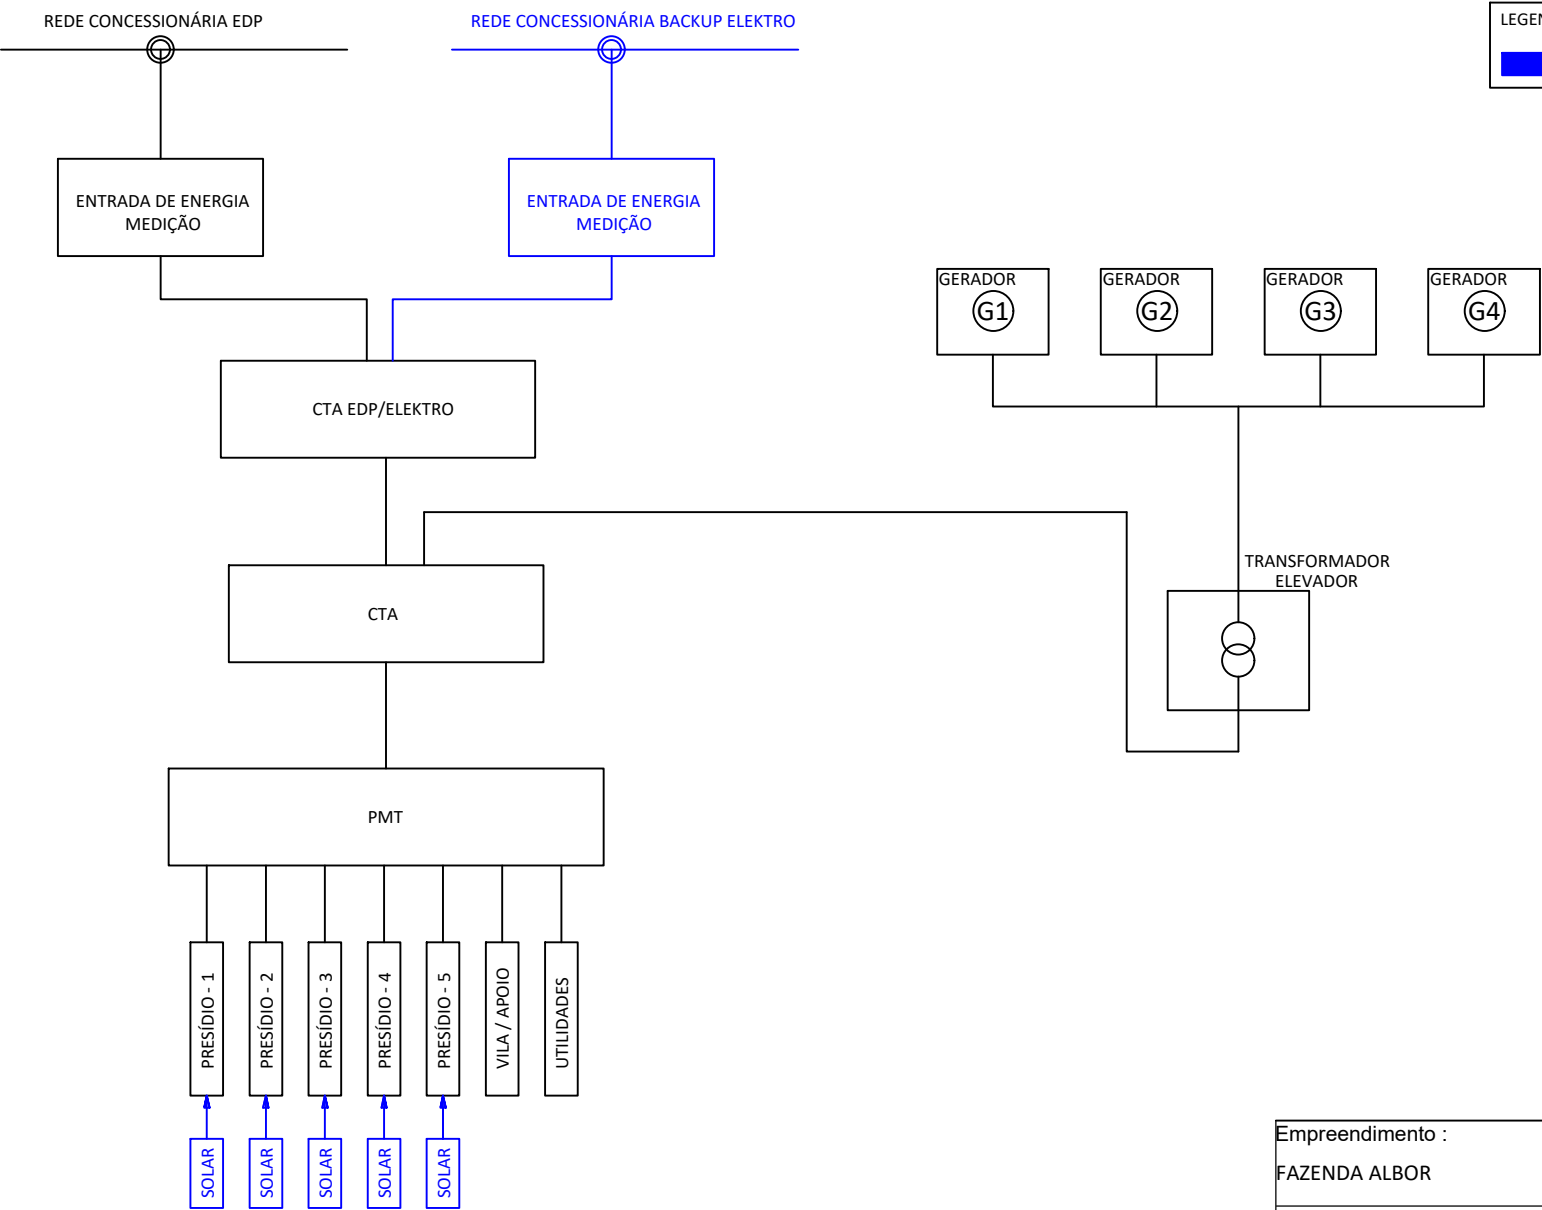 REDE CONCESSIONÁRIA EDP
REDE CONCESSIONÁRIA BACKUP ELEKTRO
ENTRADA DE ENERGIA
MEDIÇÃO
ENTRADA DE ENERGIA
MEDIÇÃO
GERADOR
G1
GERADOR
G2
GERADOR
G3
GERADOR
G4
CTA EDP/ELEKTRO
TRANSFORMADOR
ELEVADOR
CTA
PMT
PRESÍDIO - 1
PRESÍDIO - 2
PRESÍDIO - 3
PRESÍDIO - 4
PRESÍDIO - 5
VILA / APOIO
UTILIDADES
SOLAR
SOLAR
SOLAR
SOLAR
SOLAR
Empreendimento :
FAZENDA ALBOR